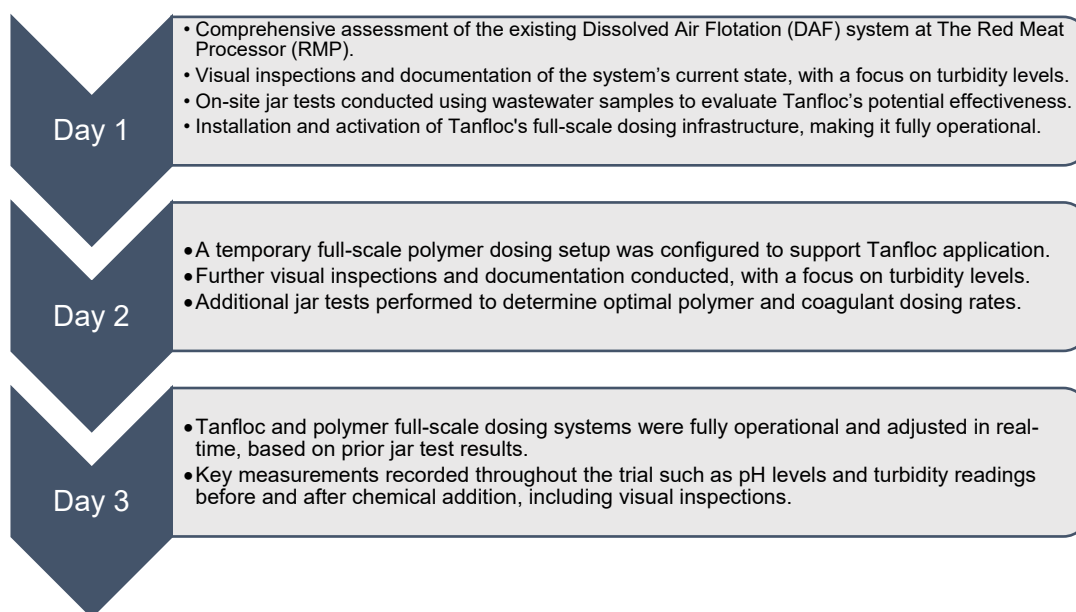 Day 1
• Comprehensive assessment of the existing Dissolved Air Flotation (DAF) system at The Red Meat
Processor (RMP).
• Visual inspections and documentation of the system’s current state, with a focus on turbidity levels.
• On-site jar tests conducted using wastewater samples to evaluate Tanfloc’s potential effectiveness.
• Installation and activation of Tanfloc's full-scale dosing infrastructure, making it fully operational.
Day 2
•A temporary full-scale polymer dosing setup was configured to support Tanfloc application.
•Further visual inspections and documentation conducted, with a focus on turbidity levels.
•Additional jar tests performed to determine optimal polymer and coagulant dosing rates.
Day 3
•Tanfloc and polymer full-scale dosing systems were fully operational and adjusted in real-
time, based on prior jar test results.
•Key measurements recorded throughout the trial such as pH levels and turbidity readings
before and after chemical addition, including visual inspections.